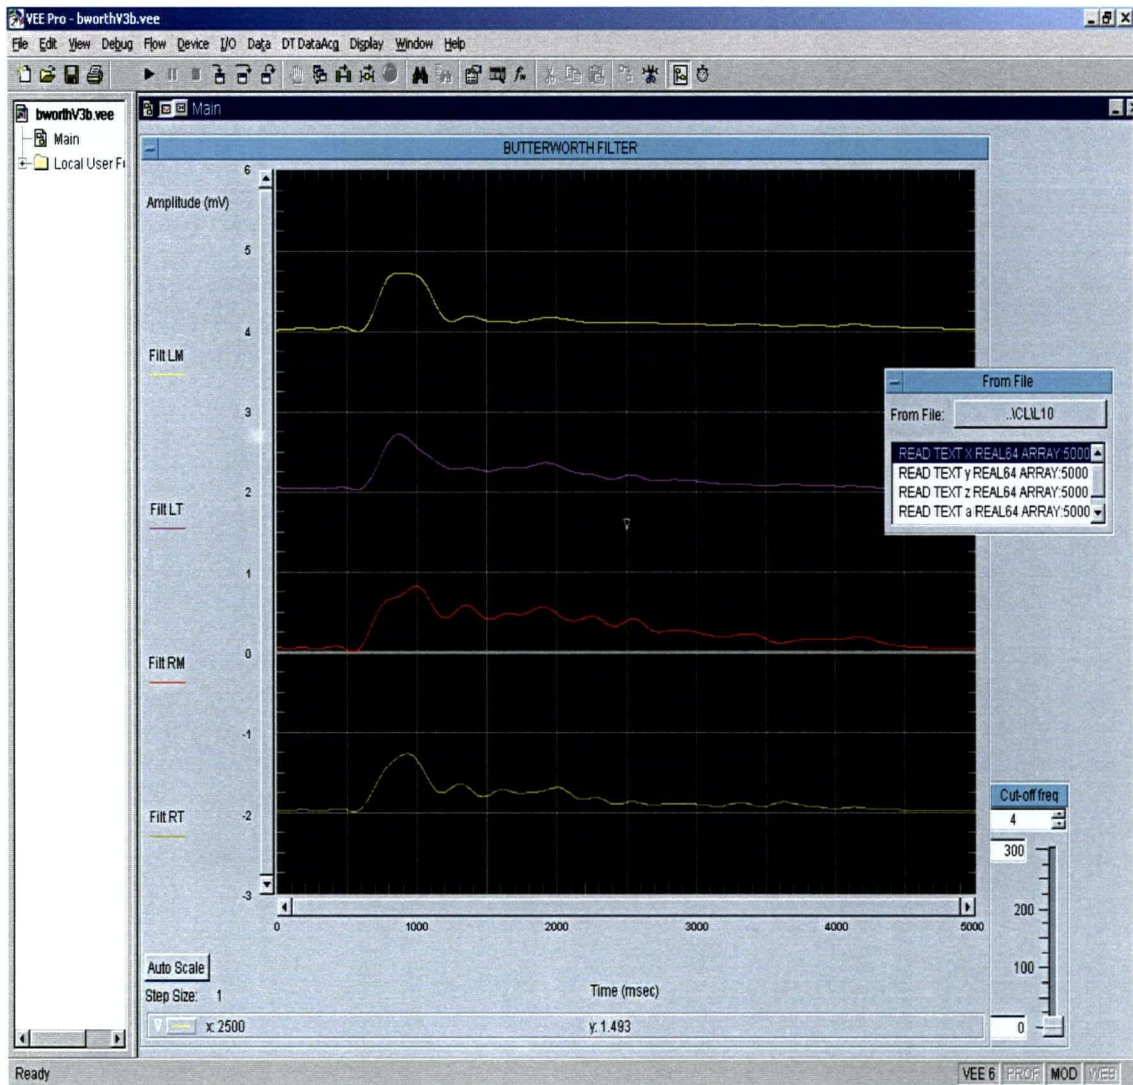 VEE Pro - bworthV3b.vee
File Edit View Debug Flow Device I/O Data DT DataAcq Display Window Help
bworthV3b.vee
Main
Local User F
Main
BUTTERWORTH FILTER
Amplitude (mV)
6
5
4
3
2
1
0
-1
-2
-3
Filt LM
Filt LT
Filt RM
Filt RT
0 1000 2000 3000 4000 5000
Time (msec)
Auto Scale
Step Size: 1
x: 2500 y: 1.493
From File
From File: ..\CL\L10
READ TEXT X REAL64 ARRAY:5000
READ TEXT y REAL64 ARRAY:5000
READ TEXT z REAL64 ARRAY:5000
READ TEXT a REAL64 ARRAY:5000
Cut-off freq
4
300
200
100
0
Ready
VEE 6 PROF MOD WEB